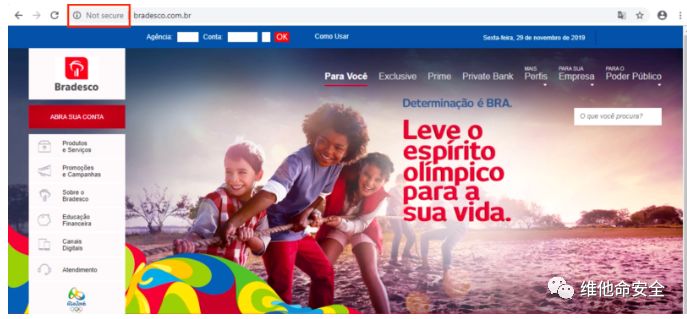 Not secure bradesco.com.br
Agência: Conta: OK Como Usar Sexta-feira, 29 de novembro de 2019
Bradesco
ABRA SUA CONTA
Produtos
e Serviços
Promoções
e Campanhas
Sobre o
Bradesco
Educação
Financeira
Canais
Digitais
Atendimento
Para Você Exclusive Prime Private Bank
MAIS
Perfis
PARA SUA
Empresa
PARA O
Poder Público
O que você procura?
Determinação é BRA.
Leve o
espírito
olímpico
para a
sua vida.
维他命安全